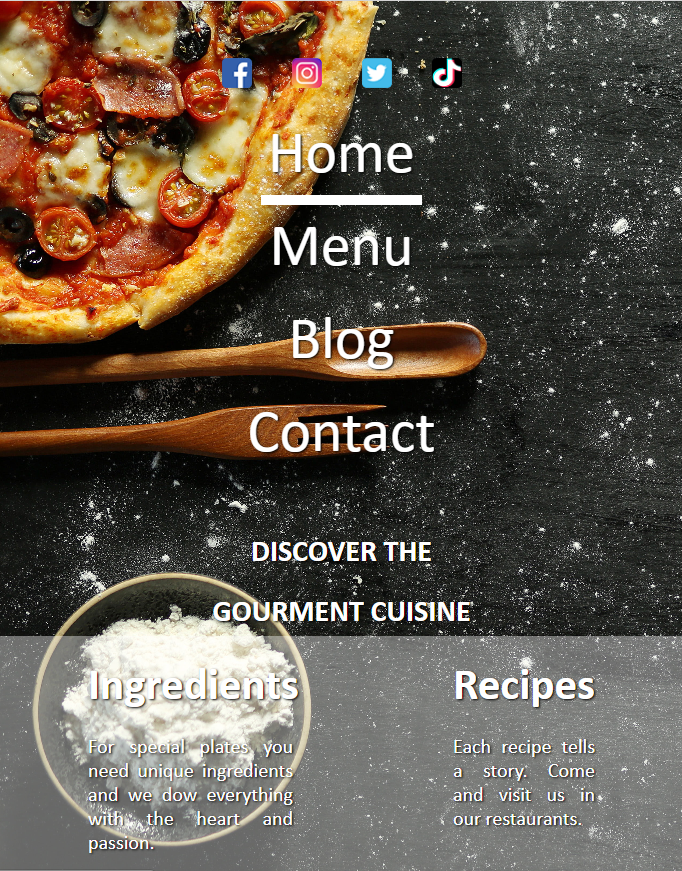 Home
Menu
Blog
Contact
DISCOVER THE
GOURMENT CUISINE
Ingredients
For special plates you
need unique ingredients
and we dow everything
with the heart and
passion.
Recipes
Each recipe tells
a story. Come
and visit us in
our restaurants.